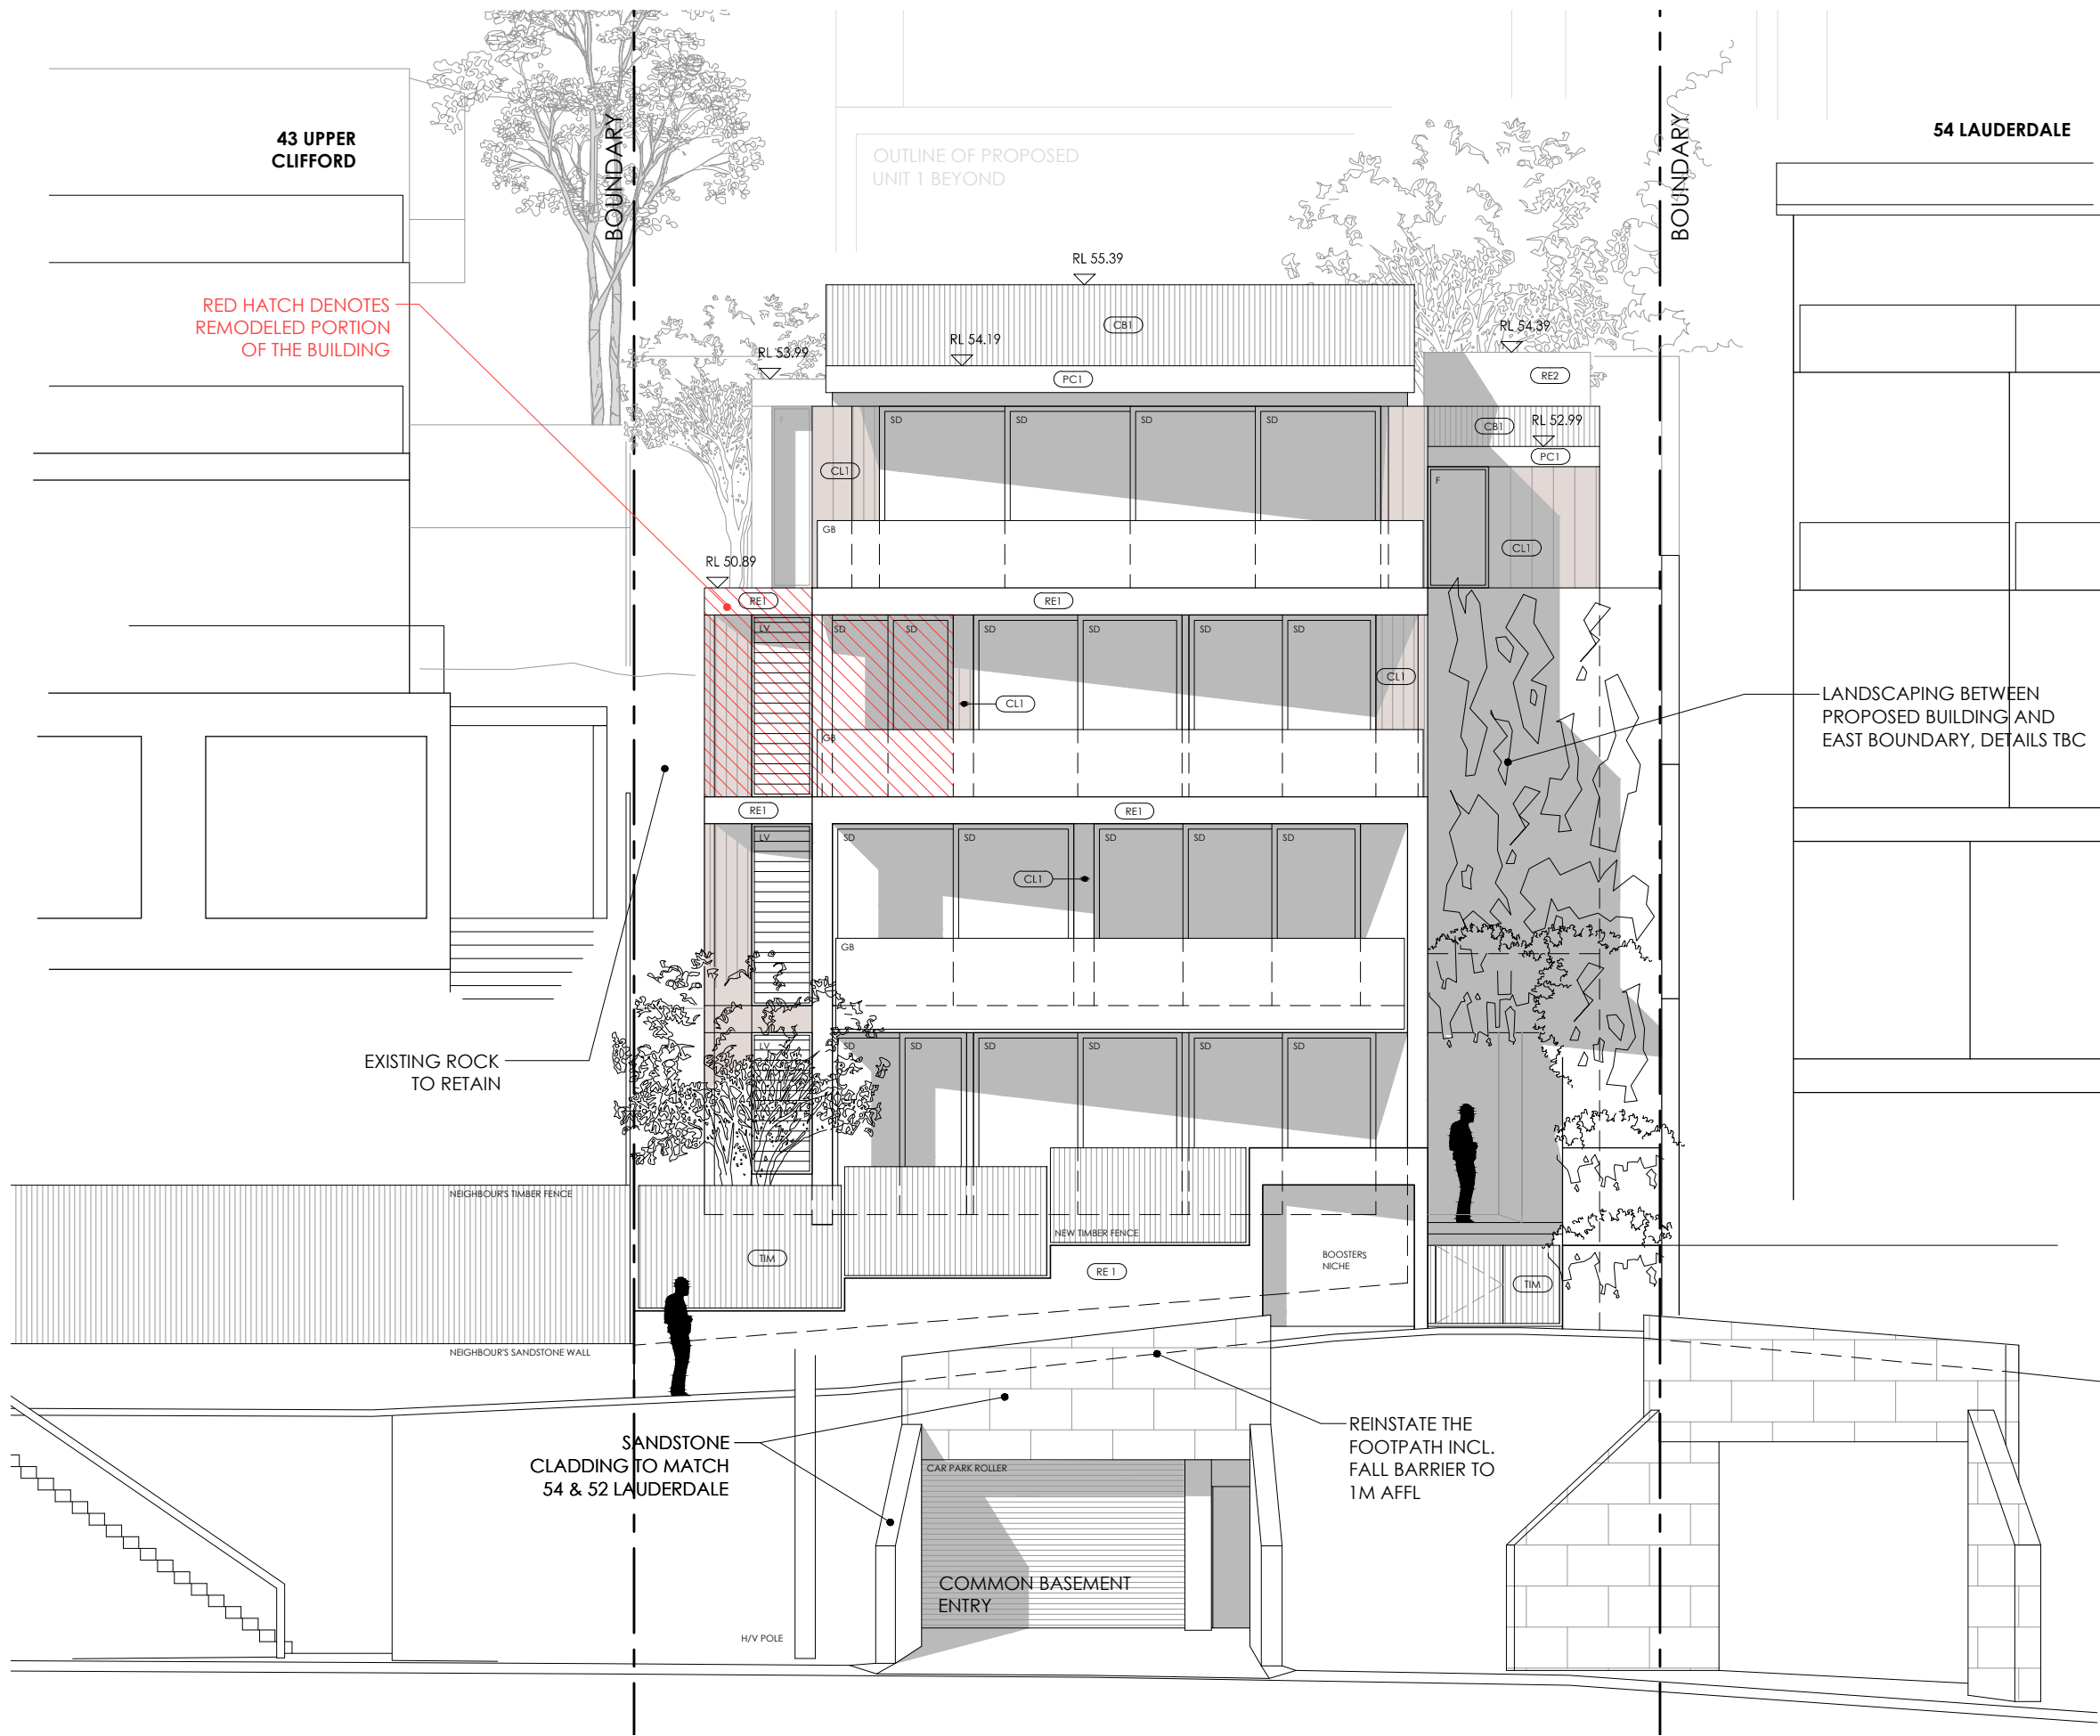 43 UPPER
CLIFFORD
BOUNDARY
OUTLINE OF PROPOSED
UNIT 1 BEYOND
BOUNDARY
54 LAUDERDALE
RED HATCH DENOTES
REMODELED PORTION
OF THE BUILDING
RL 55.39
CB1
RL 54.19
RL 54.39
RL 53.99
PC1
RE2
F
SD
SD
SD
SD
CB1
RL 52.99
PC1
CL1
F
GB
CL1
RL 50.89
RE1
RE1
LV
SD
SD
SD
SD
SD
SD
CL1
CL1
GB
LANDSCAPING BETWEEN
PROPOSED BUILDING AND
EAST BOUNDARY, DETAILS TBC
RE1
RE1
LV
SD
SD
SD
SD
SD
CL1
GB
EXISTING ROCK
TO RETAIN
LV
SD
SD
SD
SD
SD
SD
NEIGHBOUR'S TIMBER FENCE
NEW TIMBER FENCE
TIM
RE 1
BOOSTERS
NICHE
TIM
NEIGHBOUR'S SANDSTONE WALL
SANDSTONE
CLADDING TO MATCH
54 & 52 LAUDERDALE
REINSTATE THE
FOOTPATH INCL.
FALL BARRIER TO
1M AFFL
CAR PARK ROLLER
COMMON BASEMENT
ENTRY
H/V POLE